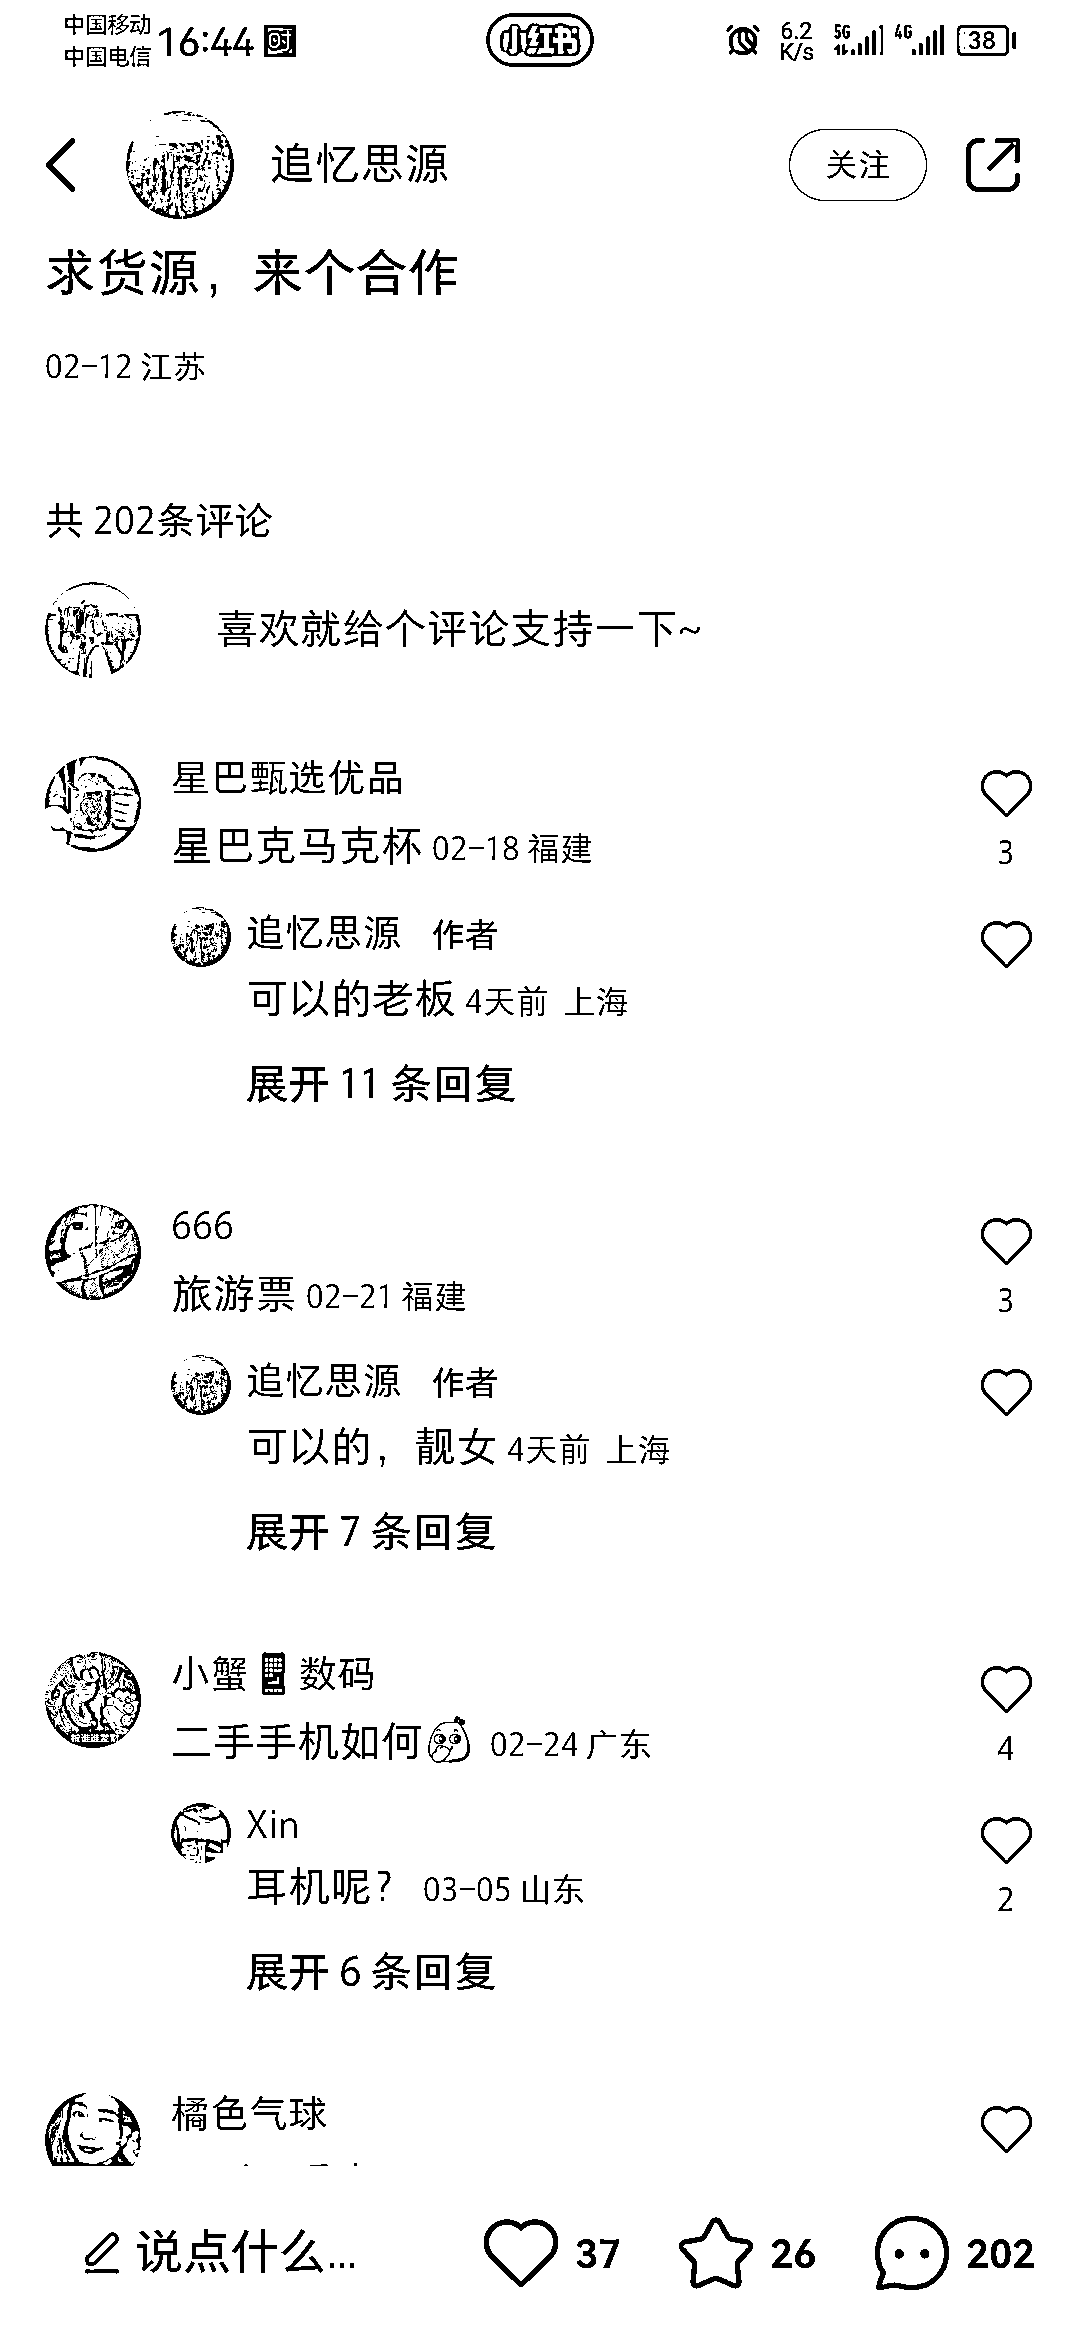 中国移动
中国电信
16:44
小红书
6.2
K/s
5G
4G
38
追忆思源
关注
求货源，来个合作
02-12 江苏
共 202条评论
喜欢就给个评论支持一下~
星巴甄选优品
星巴克马克杯 02-18 福建
3
追忆思源 作者
可以的老板 4天前 上海
展开 11 条回复
666
旅游票 02-21 福建
3
追忆思源 作者
可以的，靓女 4天前 上海
展开 7 条回复
小蟹📱数码
二手手机如何 02-24 广东
4
Xin
耳机呢？ 03-05 山东
2
展开 6 条回复
橘色气球
说点什么...
37
26
202